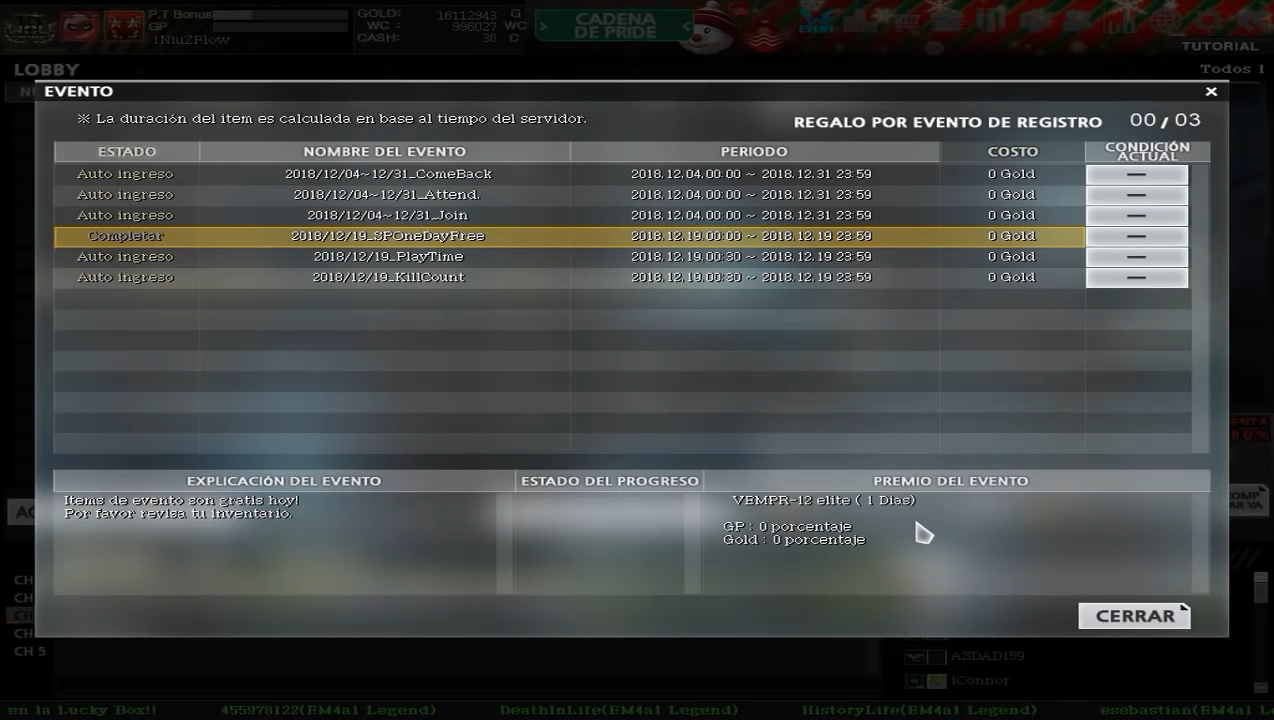 P.T Bonus
GP
1NiuZFlow
GOLD: 16112943 G
WC : 996027 WC
CASH: 36 C
CADENA
DE PRIDE
EVENT
TUTORIAL
LOBBY
Todos 1
EVENTO
※ La duración del item es calculada en base al tiempo del servidor.
REGALO POR EVENTO DE REGISTRO 00 / 03
ESTADO NOMBRE DEL EVENTO PERIODO COSTO CONDICIÓN ACTUAL
Auto ingreso 2018/12/04~12/31_ComeBack 2018.12.04.00:00 ~ 2018.12.31 23:59 0 Gold —
Auto ingreso 2018/12/04~12/31_Attend. 2018.12.04.00:00 ~ 2018.12.31 23:59 0 Gold —
Auto ingreso 2018/12/04~12/31_Join 2018.12.04.00:00 ~ 2018.12.31 23:59 0 Gold —
Completar 2018/12/19_SPOneDayFree 2018.12.19.00:00 ~ 2018.12.19 23:59 0 Gold —
Auto ingreso 2018/12/19_PlayTime 2018.12.19.00:30 ~ 2018.12.19 23:59 0 Gold —
Auto ingreso 2018/12/19_KillCount 2018.12.19.00:30 ~ 2018.12.19 23:59 0 Gold —
EXPLICACIÓN DEL EVENTO ESTADO DEL PROGRESO PREMIO DEL EVENTO
Items de evento son gratis hoy!
Por favor revisa tu inventario.
VBMPR-12 elite ( 1 Dias)
GP : 0 porcentaje
Gold : 0 porcentaje
CERRAR
CH
CH
CH
CH
CH 5
ASDAD159
iConnor
en la Lucky Box!! 455978122(EM4a1 Legend) DeathInLife(EM4a1 Legend) HistoryLife(EM4a1 Legend) esebastian(EM4a1 L